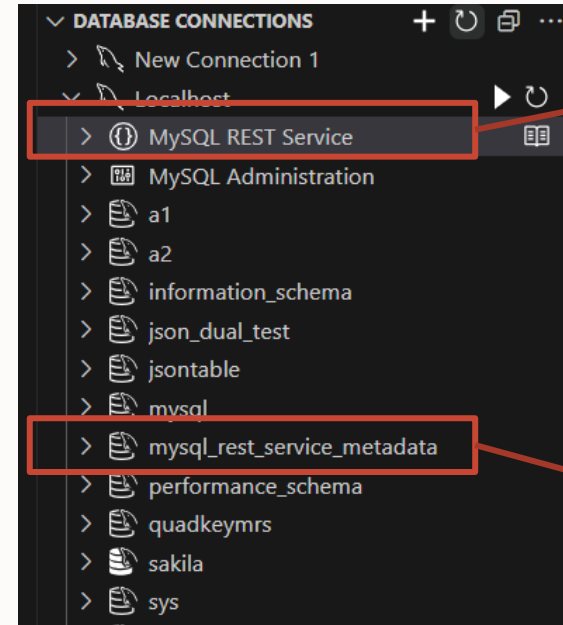 DATABASE CONNECTIONS
New Connection 1
Localhost
MySQL REST Service
MySQL Administration
a1
a2
information_schema
json_dual_test
jsontable
mysql
mysql_rest_service_metadata
performance_schema
quadkeymrs
sakila
sys